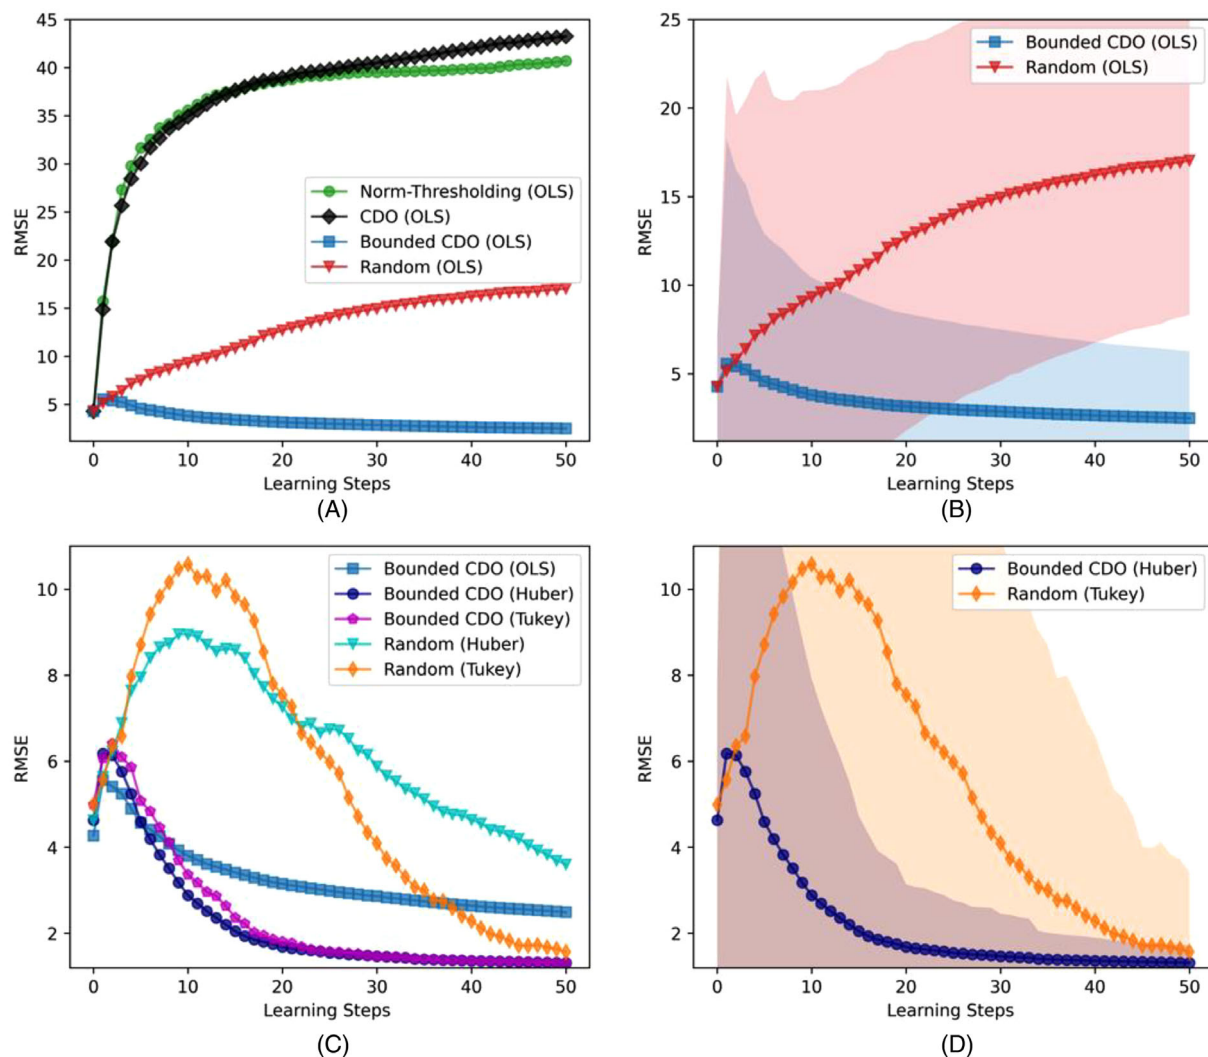 45
40
35
30
25
20
15
10
5
RMSE
Norm-Thresholding (OLS)
CDO (OLS)
Bounded CDO (OLS)
Random (OLS)
0 10 20 30 40 50
Learning Steps
(A)
25
20
15
10
5
RMSE
Bounded CDO (OLS)
Random (OLS)
0 10 20 30 40 50
Learning Steps
(B)
10
8
6
4
2
RMSE
Bounded CDO (OLS)
Bounded CDO (Huber)
Bounded CDO (Tukey)
Random (Huber)
Random (Tukey)
0 10 20 30 40 50
Learning Steps
(C)
10
8
6
4
2
RMSE
Bounded CDO (Huber)
Random (Tukey)
0 10 20 30 40 50
Learning Steps
(D)